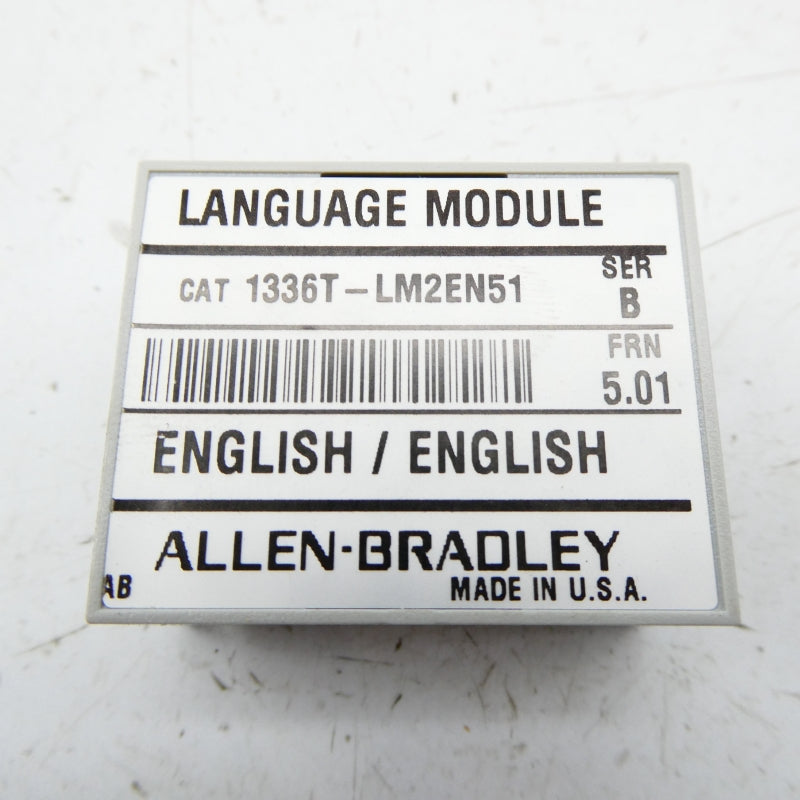 LANGUAGE MODULE
CAT 1336T-LM2EN51
SER
B
FRN
5.01
ENGLISH / ENGLISH
ALLEN-BRADLEY
AB
MADE IN U.S.A.